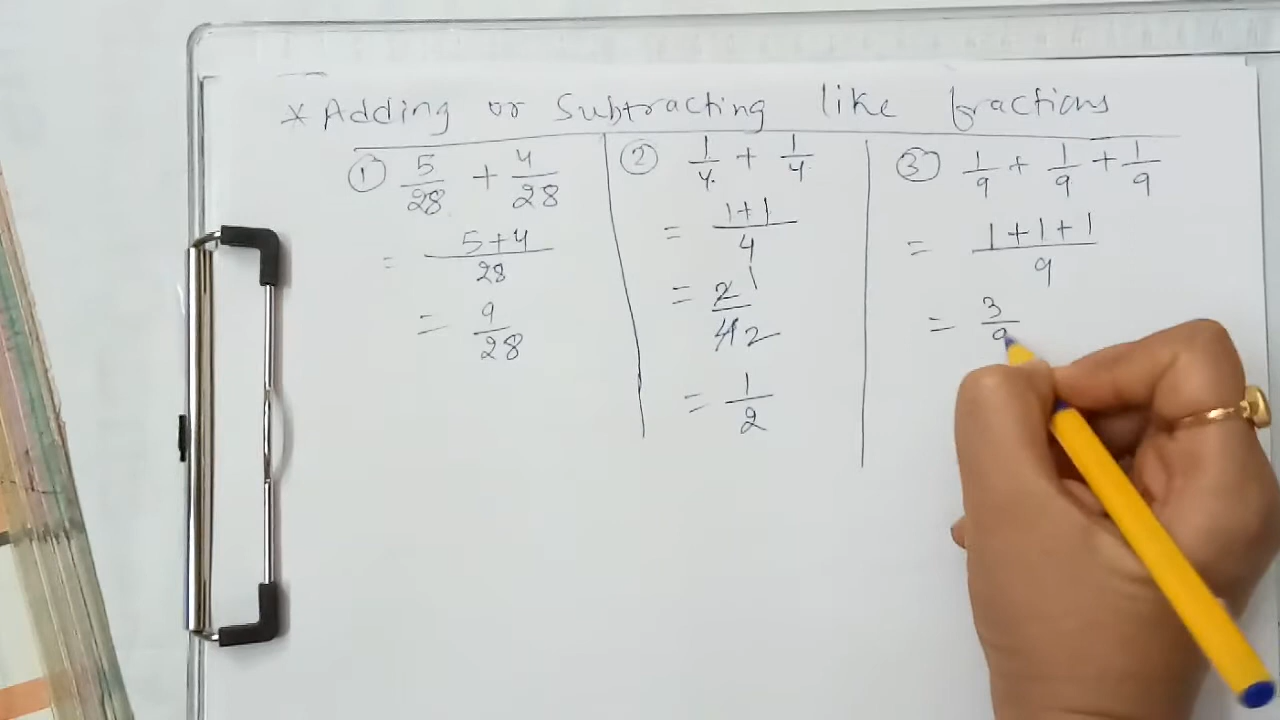 * Adding or Subtracting like fractions
① 5/28 + 4/28
= 5+4/28
= 9/28
② 1/4 + 1/4
= 1+1/4
= 2 1/4 2
= 1/2
③ 1/9 + 1/9 + 1/9
= 1+1+1/9
= 3/9